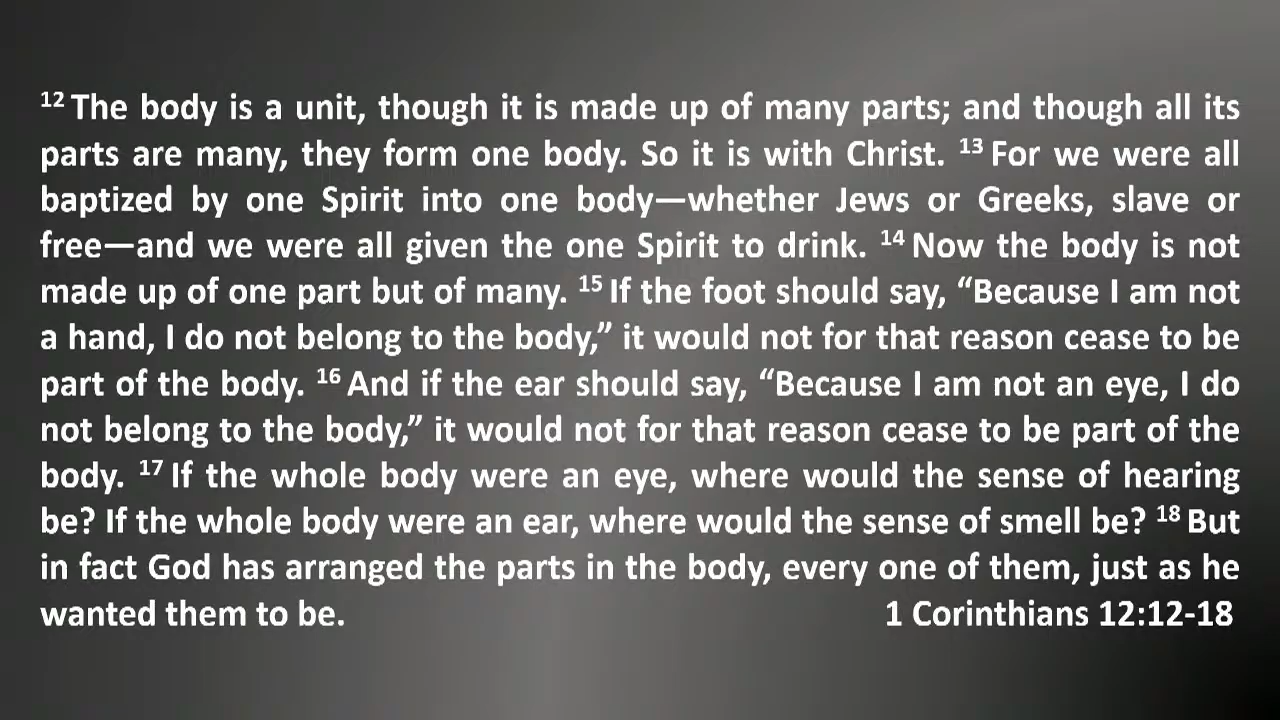 12 The body is a unit, though it is made up of many parts; and though all its
parts are many, they form one body. So it is with Christ. 13 For we were all
baptized by one Spirit into one body—whether Jews or Greeks, slave or
free—and we were all given the one Spirit to drink. 14 Now the body is not
made up of one part but of many. 15 If the foot should say, “Because I am not
a hand, I do not belong to the body,” it would not for that reason cease to be
part of the body. 16 And if the ear should say, “Because I am not an eye, I do
not belong to the body,” it would not for that reason cease to be part of the
body. 17 If the whole body were an eye, where would the sense of hearing
be? If the whole body were an ear, where would the sense of smell be? 18 But
in fact God has arranged the parts in the body, every one of them, just as he
wanted them to be. 1 Corinthians 12:12-18